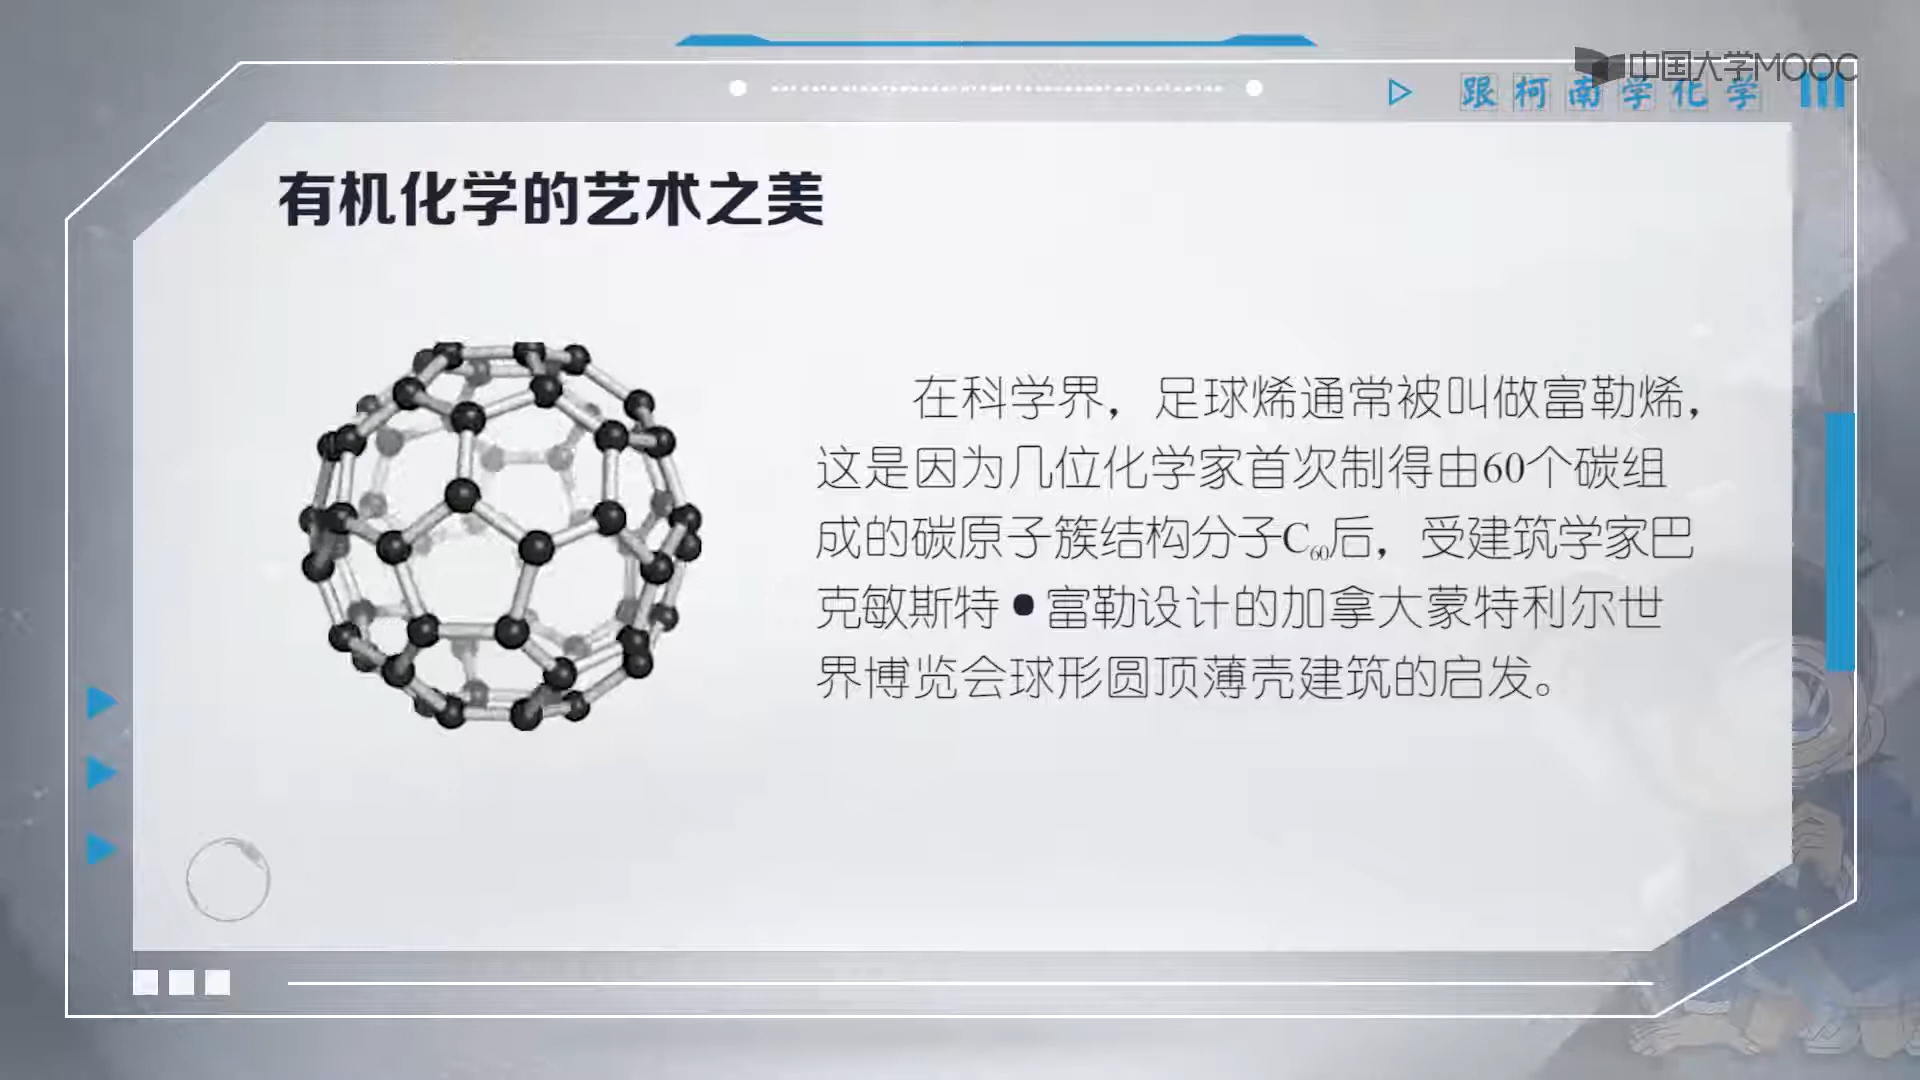 中国大学MOOC
跟柯南学化学
有机化学的艺术之美
在科学界，足球烯通常被叫做富勒烯，
这是因为几位化学家首次制得由60个碳组
成的碳原子簇结构分子C₆₀后，受建筑学家巴
克敏斯特·富勒设计的加拿大蒙特利尔世
界博览会球形圆顶薄壳建筑的启发。